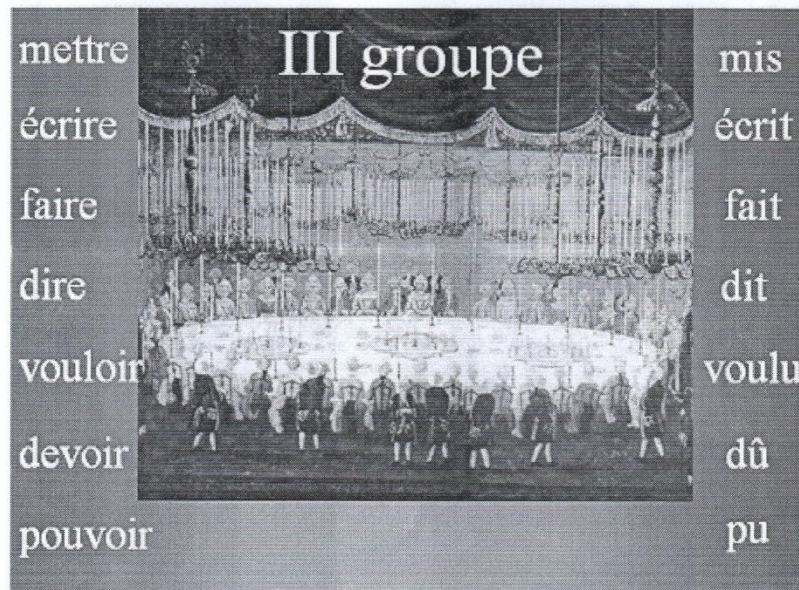 III groupe
mettre mis
écrire écrit
faire fait
dire dit
vouloir voulu
devoir dû
pouvoir pu